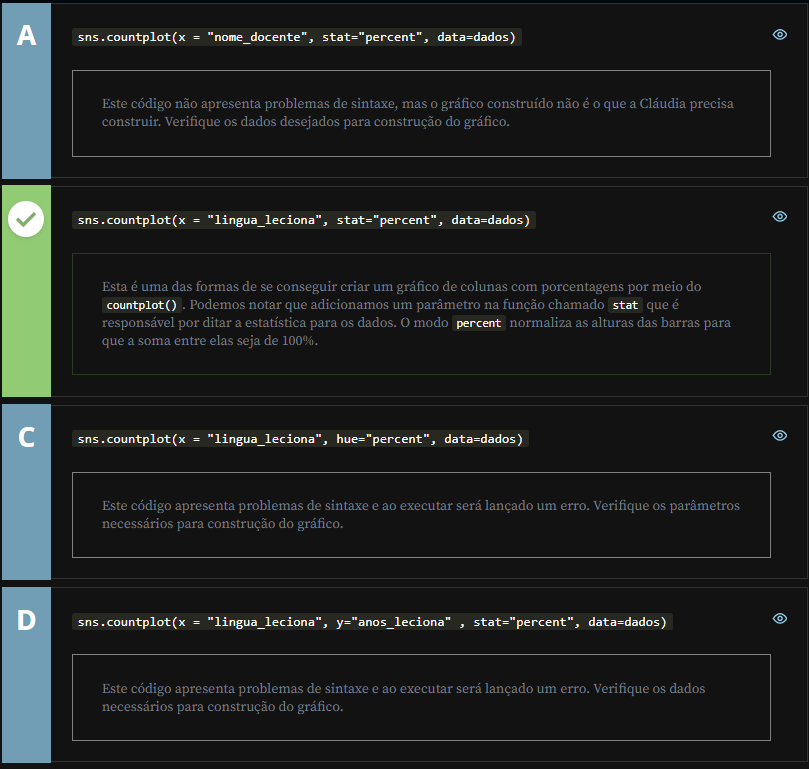 A
sns.countplot(x = "nome_docente", stat="percent", data=dados)
Este código não apresenta problemas de sintaxe, mas o gráfico construído não é o que a Cláudia precisa
construir. Verifique os dados desejados para construção do gráfico.
sns.countplot(x = "lingua_leciona", stat="percent", data=dados)
Esta é uma das formas de se conseguir criar um gráfico de colunas com porcentagens por meio do
countplot(). Podemos notar que adicionamos um parâmetro na função chamado stat que é
responsável por ditar a estatística para os dados. O modo percent normaliza as alturas das barras para
que a soma entre elas seja de 100%.
C
sns.countplot(x = "lingua_leciona", hue="percent", data=dados)
Este código apresenta problemas de sintaxe e ao executar será lançado um erro. Verifique os parâmetros
necessários para construção do gráfico.
D
sns.countplot(x = "lingua_leciona", y="anos_leciona" , stat="percent", data=dados)
Este código apresenta problemas de sintaxe e ao executar será lançado um erro. Verifique os dados
necessários para construção do gráfico.